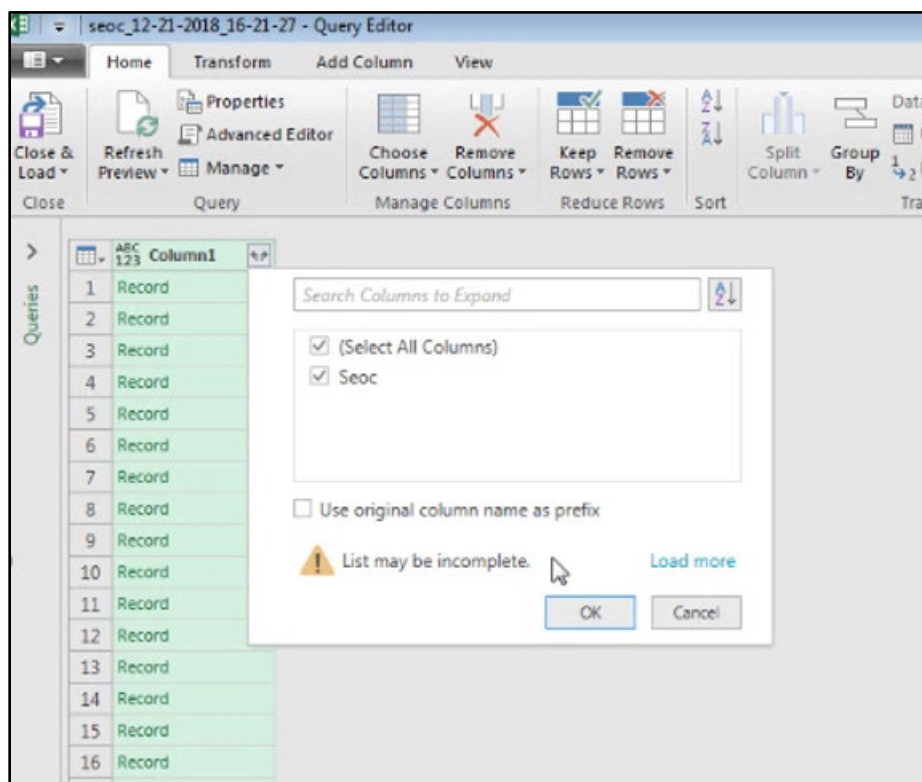 seoc_12-21-2018_16-21-27 - Query Editor
Home Transform Add Column View
Close & Load
Refresh Preview
Properties
Advanced Editor
Manage
Choose Columns
Remove Columns
Keep Rows
Remove Rows
Split Column
Group By
Data
Close Query Manage Columns Reduce Rows Sort Tra
Queries
ABC 123 Column1
1 Record
2 Record
3 Record
4 Record
5 Record
6 Record
7 Record
8 Record
9 Record
10 Record
11 Record
12 Record
13 Record
14 Record
15 Record
16 Record
Search Columns to Expand
(Select All Columns)
Seoc
Use original column name as prefix
List may be incomplete. Load more
OK Cancel